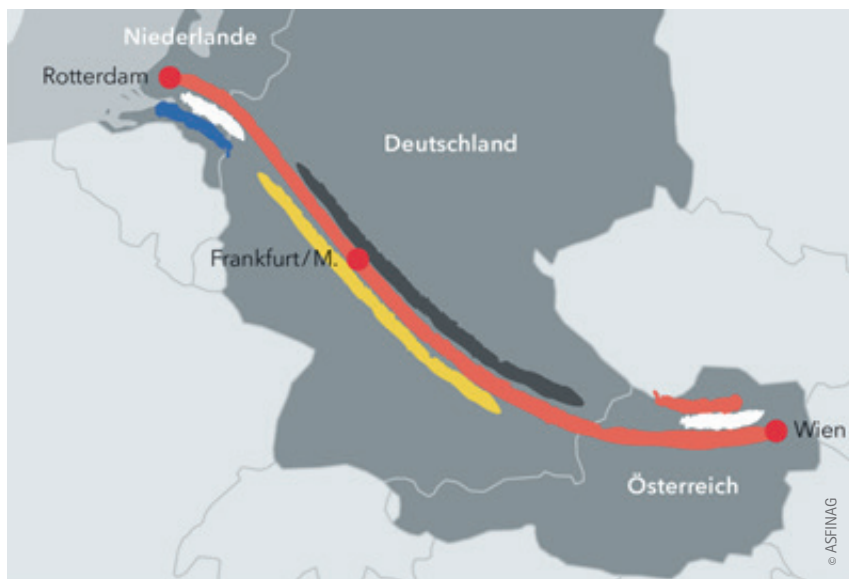 Niederlande
Rotterdam
Deutschland
Frankfurt/M.
Wien
Österreich
© ASFINAG